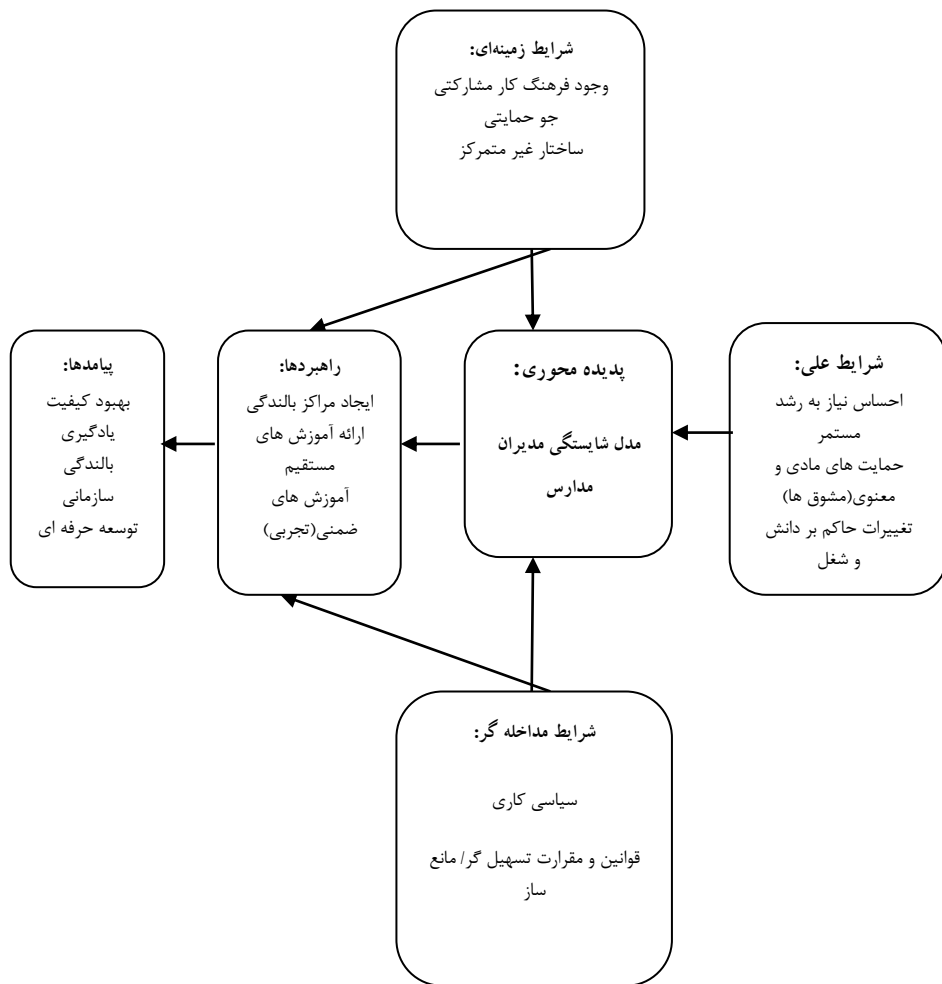 شرایط زمینه‌ای:
وجود فرهنگ کار مشارکتی
جو حمایتی
ساختار غیر متمرکز
شرایط علی:
احساس نیاز به رشد
مستمر
حمایت های مادی و
معنوی(مشوق ها)
تغییرات حاکم بر دانش
و شغل
پدیده محوری:
مدل شایستگی مدیران
مدارس
راهبردها:
ایجاد مراکز بالندگی
ارائه آموزش های
مستقیم
آموزش های
ضمنی(تجربی)
پیامدها:
بهبود کیفیت
یادگیری
بالندگی
سازمانی
توسعه حرفه ای
شرایط مداخله گر:
سیاسی کاری
قوانین و مقرارت تسهیل گر/ مانع
ساز